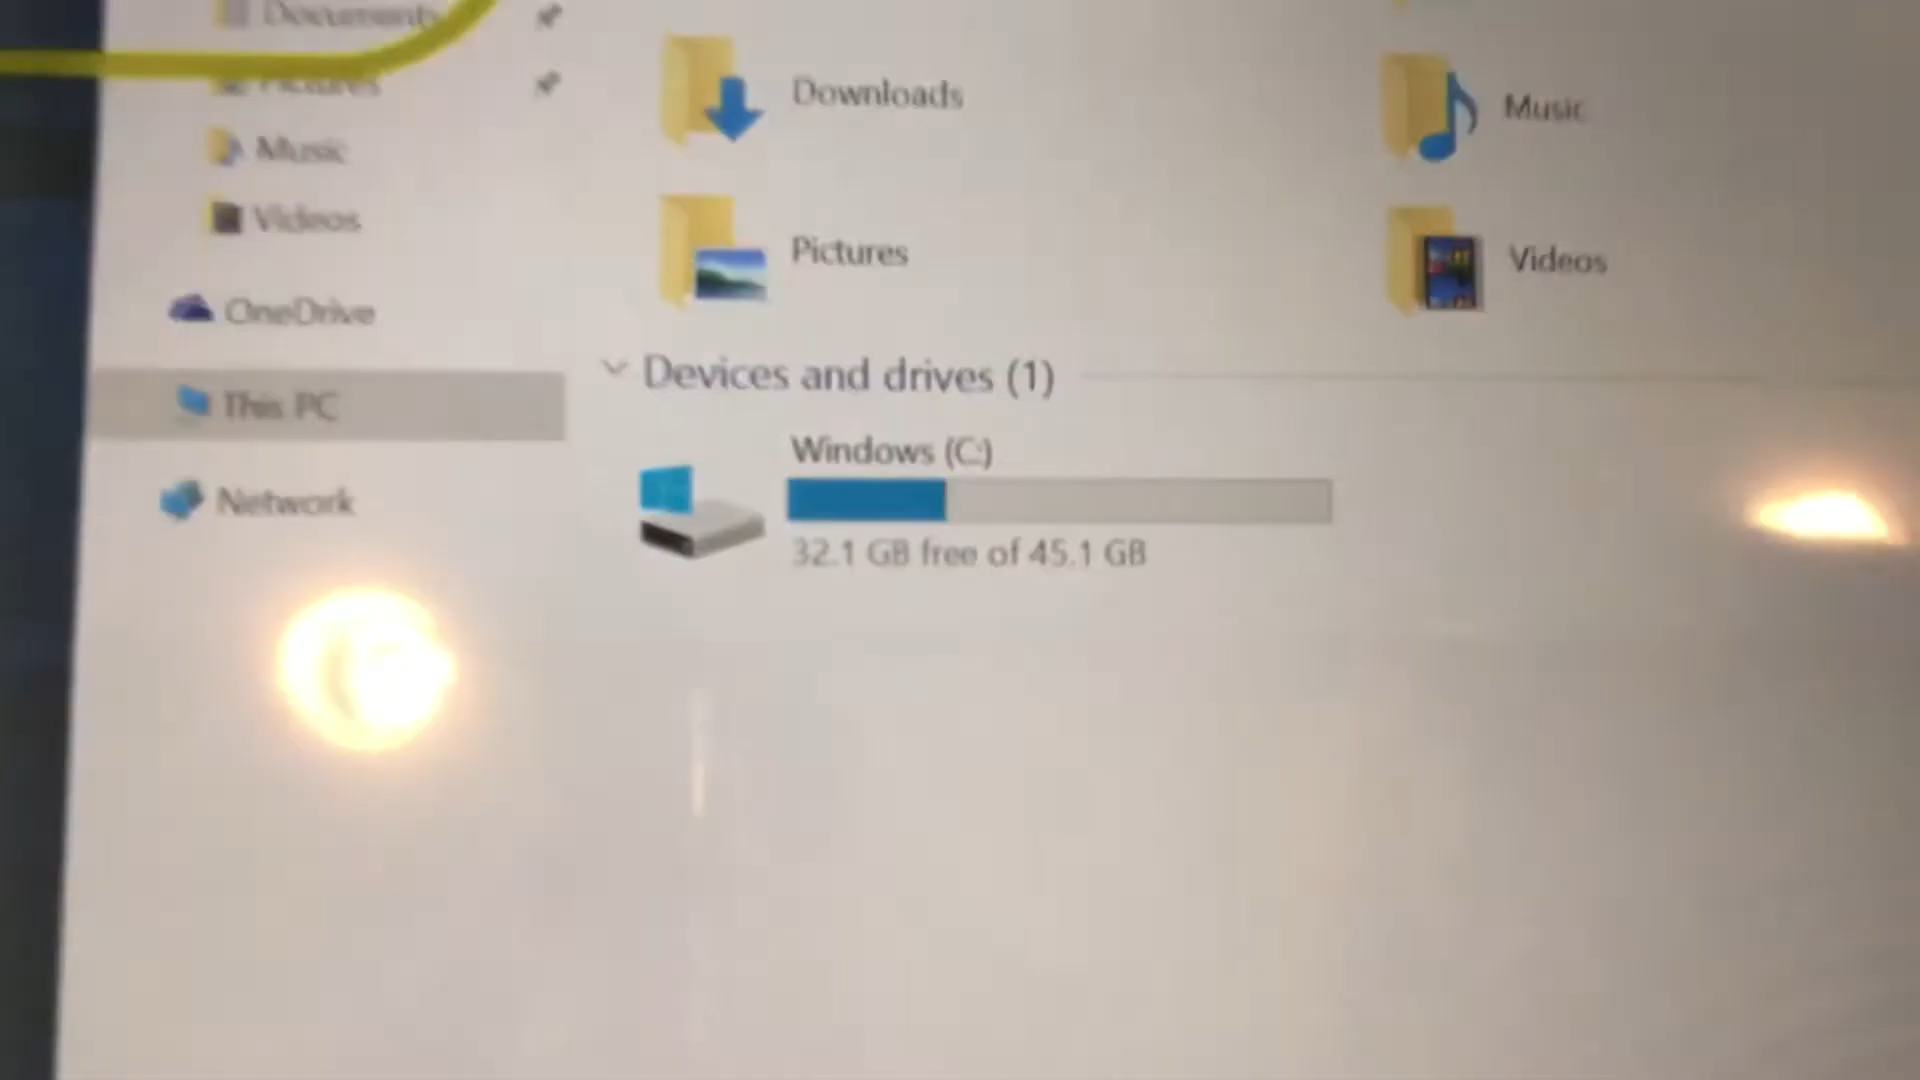 Documents
Pictures
Music
Videos
OneDrive
This PC
Network
Downloads
Music
Pictures
Videos
Devices and drives (1)
Windows (C:)
32.1 GB free of 45.1 GB